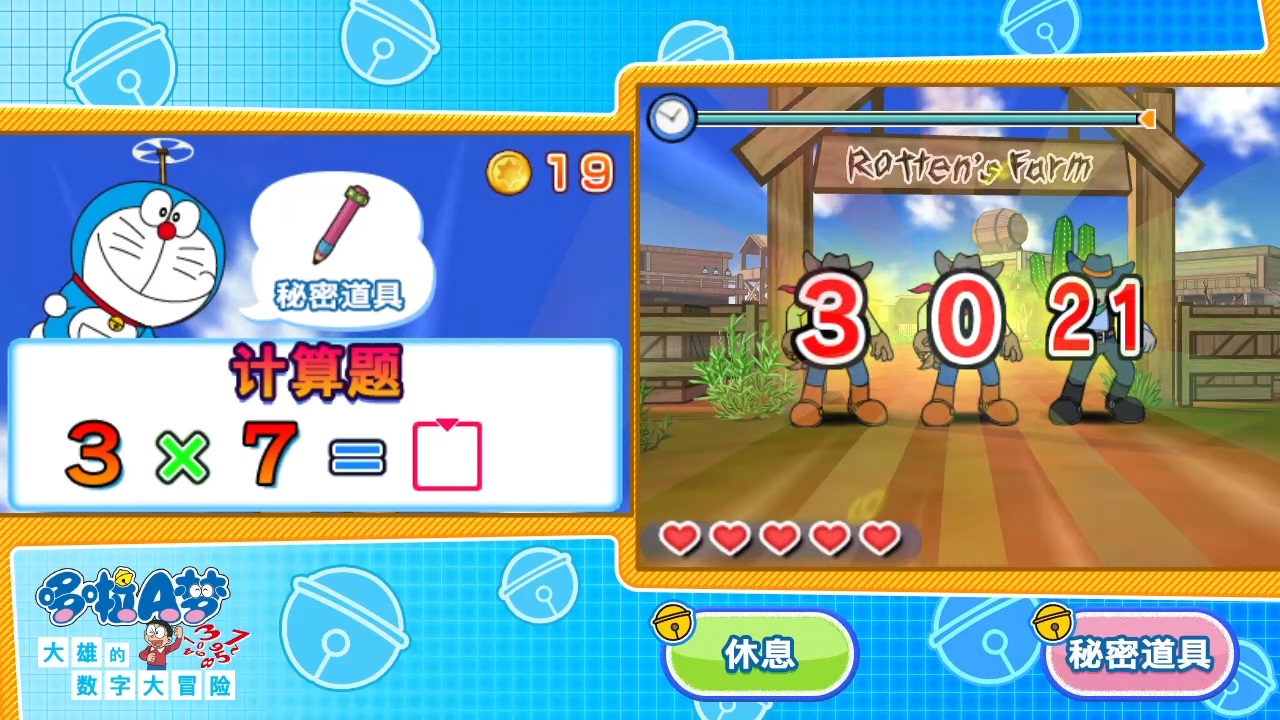 19
秘密道具
计算题
3 × 7 =
Rotten's Farm
3 0 21
哆啦A梦
大雄的
数字大冒险
休息
秘密道具